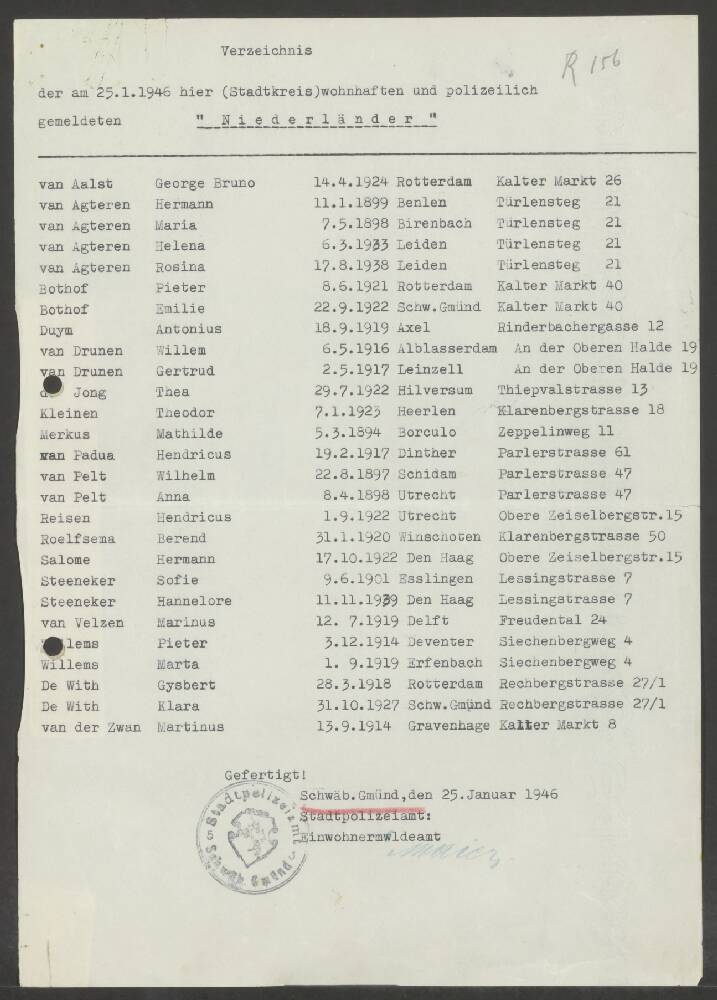 Verzeichnis
R 156
der am 25.1.1946 hier (Stadtkreis)wohnhaften und polizeilich
gemeldeten " Niederländer "
van Aalst George Bruno 14.4.1924 Rotterdam Kalter Markt 26
van Agteren Hermann 11.1.1899 Benlen Türlensteg 21
van Agteren Maria 7.5.1898 Birenbach Türlensteg 21
van Agteren Helena 6.3.1933 Leiden Türlensteg 21
van Agteren Rosina 17.8.1938 Leiden Türlensteg 21
Bothof Pieter 8.6.1921 Rotterdam Kalter Markt 40
Bothof Emilie 22.9.1922 Schw.Gmünd Kalter Markt 40
Duym Antonius 18.9.1919 Axel Rinderbachergasse 12
van Drunen Willem 6.5.1916 Alblasserdam An der Oberen Halde 19
van Drunen Gertrud 2.5.1917 Leinzell An der Oberen Halde 19
Jong Thea 29.7.1922 Hilversum Thiepvalstrasse 13
Kleinen Theodor 7.1.1923 Heerlen Klarenbergstrasse 18
Merkus Mathilde 5.3.1894 Borculo Zeppelinweg 11
van Padua Hendricus 19.2.1917 Dinther Parlerstrasse 61
van Pelt Wilhelm 22.8.1897 Schidam Parlerstrasse 47
van Pelt Anna 8.4.1898 Utrecht Parlerstrasse 47
Reisen Hendricus 1.9.1922 Utrecht Obere Zeiselbergstr.15
Roelfsema Berend 31.1.1920 Winschoten Klarenbergstrasse 50
Salome Hermann 17.10.1922 Den Haag Obere Zeiselbergstr.15
Steeneker Sofie 9.6.1901 Esslingen Lessingstrasse 7
Steeneker Hannelore 11.11.1939 Den Haag Lessingstrasse 7
van Velzen Marinus 12. 7.1919 Delft Freudental 24
Willems Pieter 3.12.1914 Deventer Siechenbergweg 4
Willems Marta 1. 9.1919 Erfenbach Siechenbergweg 4
De With Gysbert 28.3.1918 Rotterdam Rechbergstrasse 27/1
De With Klara 31.10.1927 Schw.Gmünd Rechbergstrasse 27/1
van der Zwan Martinus 13.9.1914 Gravenhage Kalter Markt 8
Gefertigt!
Schwäb.Gmünd,den 25.Januar 1946
Stadtpolizeiamt:
Einwohnermwldeamt
Stadtpolizeiamt
5 Schwäb. Gmünd 5